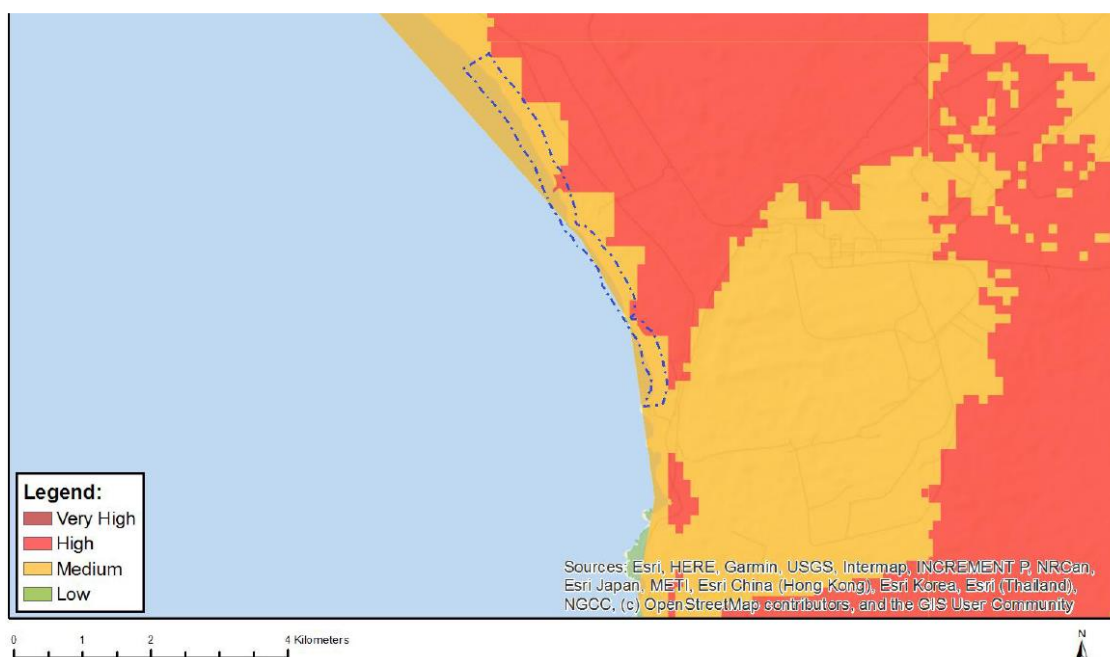 Legend:
Very High
High
Medium
Low
Sources: Esri, HERE, Garmin, USGS, Intermap, INCREMENT P, NRCan,
Esri Japan, METI, Esri China (Hong Kong), Esri Korea, Esri (Thailand),
NGCC, (c) OpenStreetMap contributors, and the GIS User Community
0 1 2 4 Kilometers
N